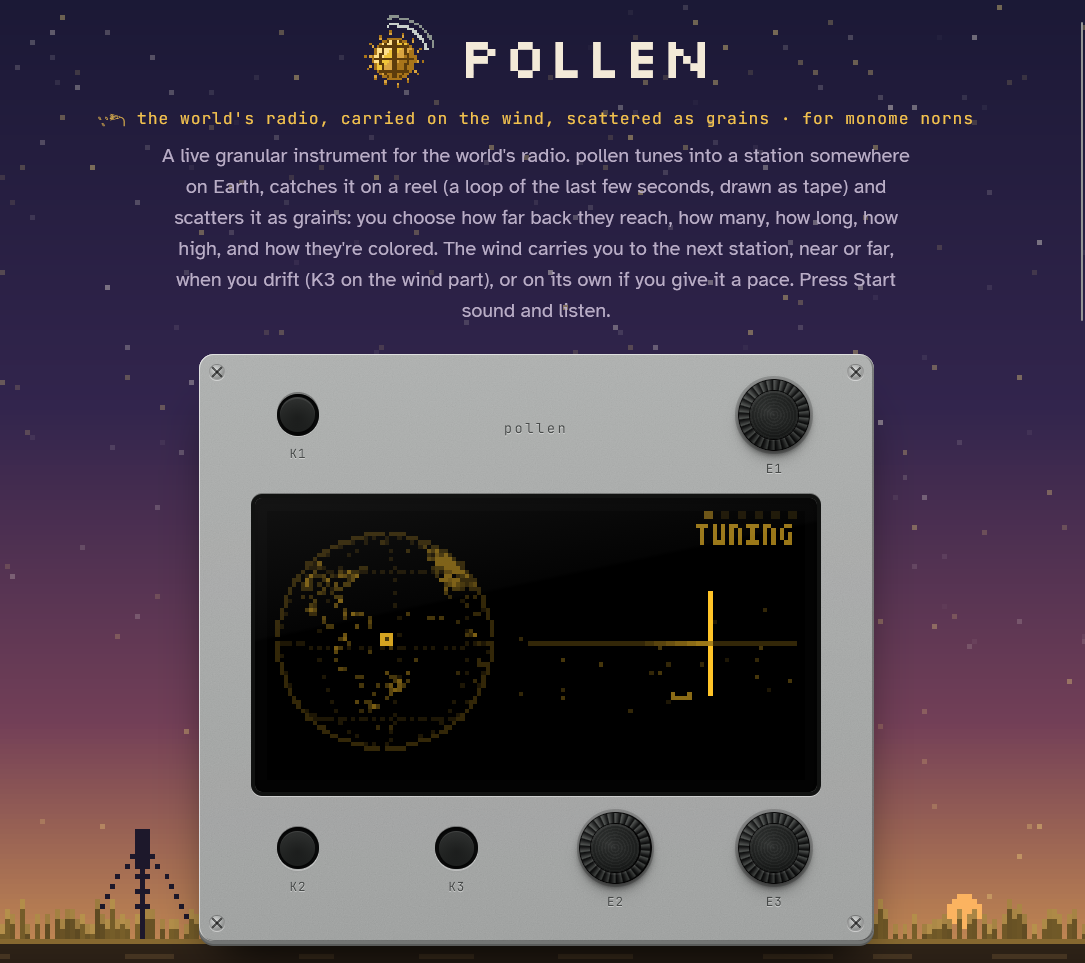 POLLEN
the world's radio, carried on the wind, scattered as grains · for monome norns
A live granular instrument for the world's radio. pollen tunes into a station somewhere
on Earth, catches it on a reel (a loop of the last few seconds, drawn as tape) and
scatters it as grains: you choose how far back they reach, how many, how long, how
high, and how they're colored. The wind carries you to the next station, near or far,
when you drift (K3 on the wind part), or on its own if you give it a pace. Press Start
sound and listen.
pollen
K1
E1
TUNING
K2
K3
E2
E3